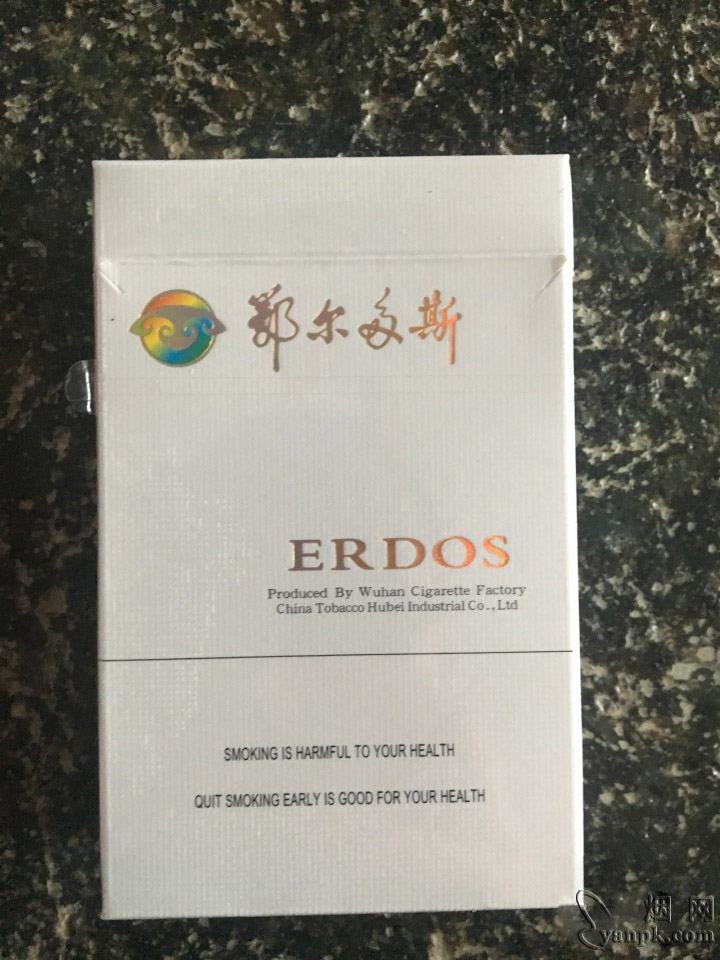 鄂尔多斯
ERDOS
Produced By Wuhan Cigarette Factory
China Tobacco Hubei Industrial Co.,Ltd
SMOKING IS HARMFUL TO YOUR HEALTH
QUIT SMOKING EARLY IS GOOD FOR YOUR HEALTH
烟网
yanpk.com